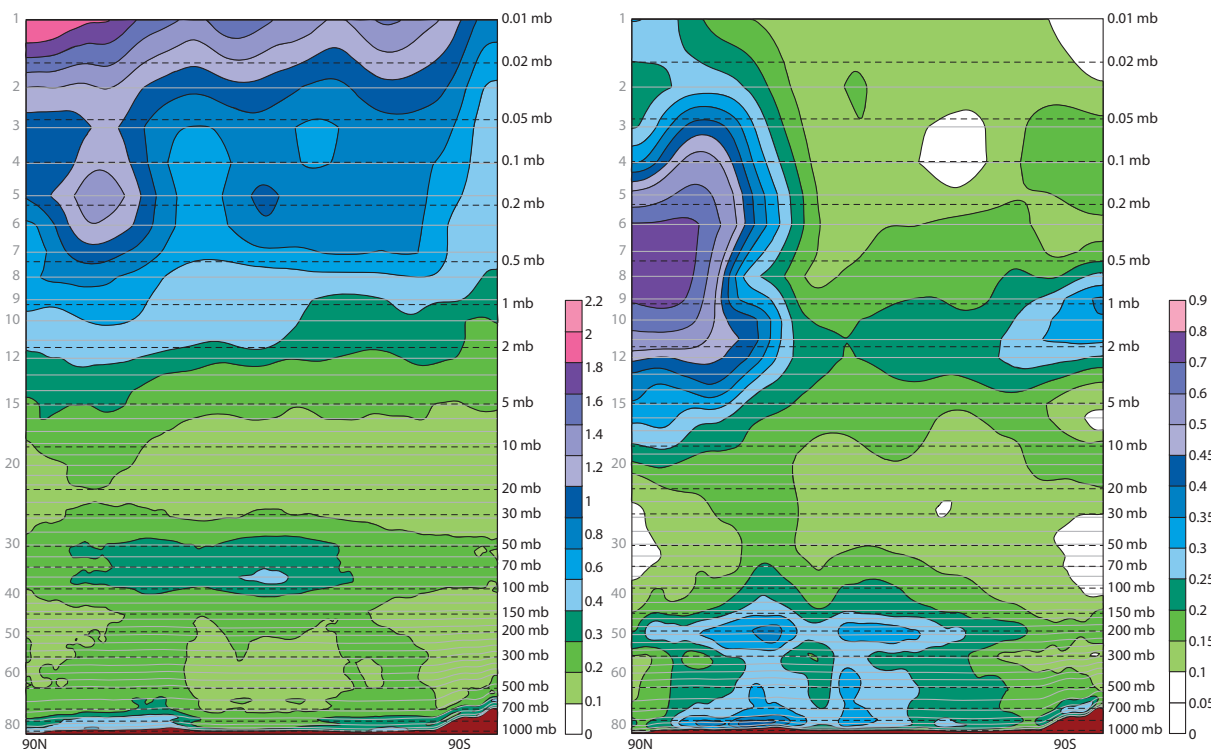 1
2
3
4
5
6
7
8
9
10
12
15
20
30
40
50
60
80
0.01 mb
0.02 mb
0.05 mb
0.1 mb
0.2 mb
0.5 mb
1 mb
2 mb
5 mb
10 mb
20 mb
30 mb
50 mb
70 mb
100 mb
150 mb
200 mb
300 mb
500 mb
700 mb
1000 mb
90N 90S
2.2
2
1.8
1.6
1.4
1.2
1
0.8
0.6
0.4
0.3
0.2
0.1
0
1
2
3
4
5
6
7
8
9
10
12
15
20
30
40
50
60
80
0.01 mb
0.02 mb
0.05 mb
0.1 mb
0.2 mb
0.5 mb
1 mb
2 mb
5 mb
10 mb
20 mb
30 mb
50 mb
70 mb
100 mb
150 mb
200 mb
300 mb
500 mb
700 mb
1000 mb
90N 90S
0.9
0.8
0.7
0.6
0.5
0.45
0.4
0.35
0.3
0.25
0.2
0.15
0.1
0.05
0